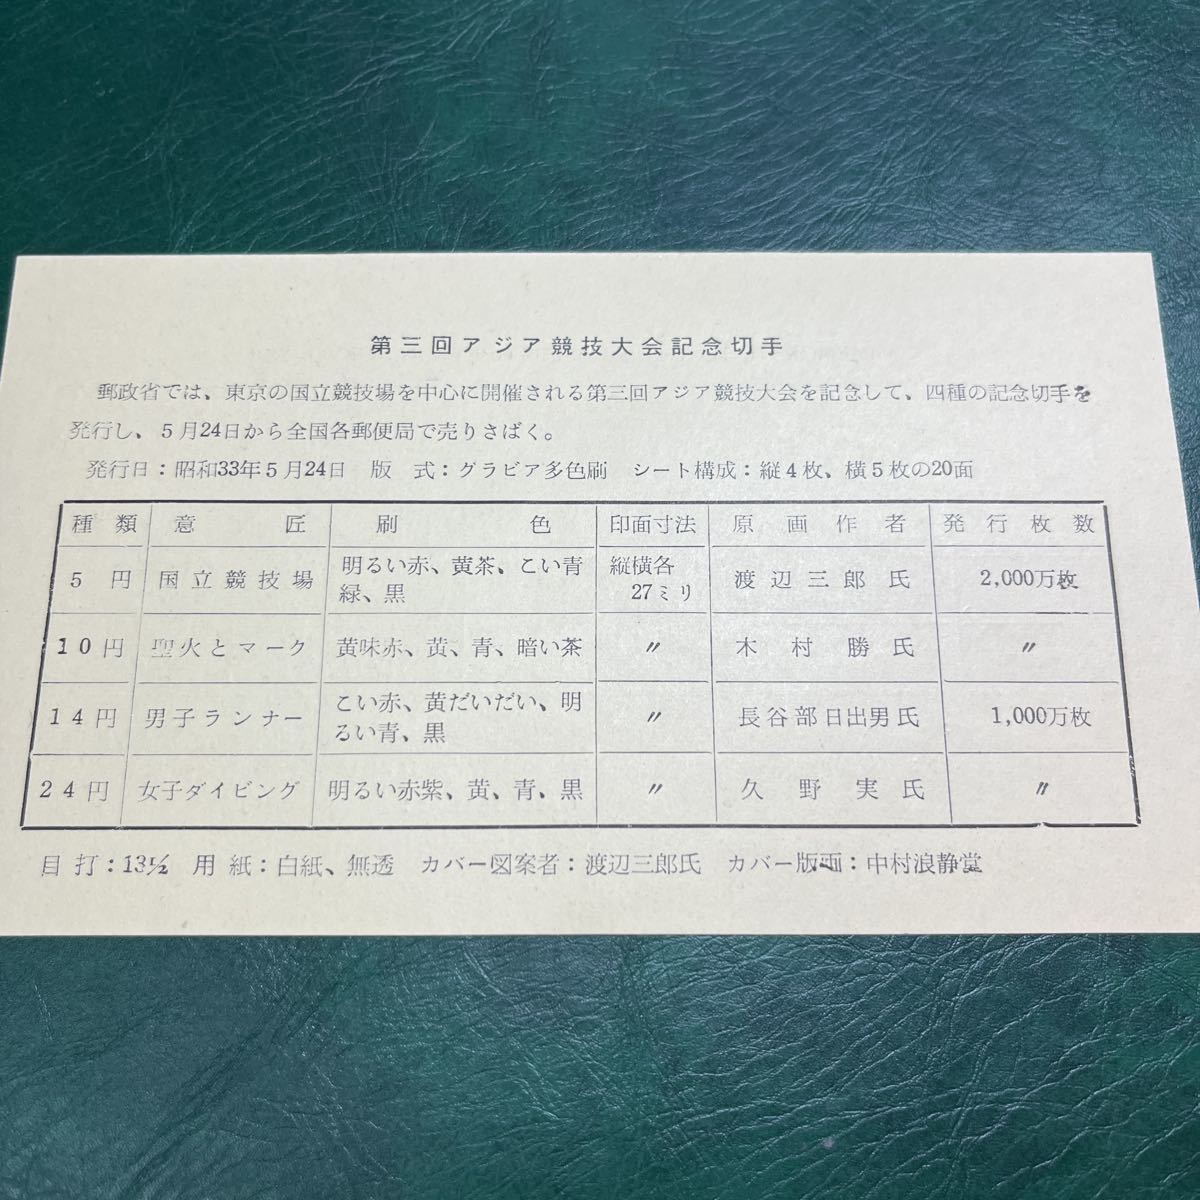 第三回アジア競技大会記念切手
郵政省では、東京の国立競技場を中心に開催される第三回アジア競技大会を記念して、四種の記念切手を
発行し、5月24日から全国各郵便局で売りさばく。
発行日：昭和33年5月24日　版　式：グラビア多色刷　シート構成：縦4枚、横5枚の20面
種類　意匠　刷色　印面寸法　原画作者　発行枚数
5円　国立競技場　明るい赤、黄茶、こい青　縦横各　渡辺三郎氏　2,000万枚
緑、黒　27ミリ
10円　聖火とマーク　黄味赤、黄、青、暗い茶　〃　木村勝氏　〃
14円　男子ランナー　こい赤、黄だいだい、明　〃　長谷部日出男氏　1,000万枚
るい青、黒
24円　女子ダイビング　明るい赤紫、黄、青、黒　〃　久野実氏　〃
目打：13½　用紙：白紙、無透　カバー図案者：渡辺三郎氏　カバー版画：中村浪静堂